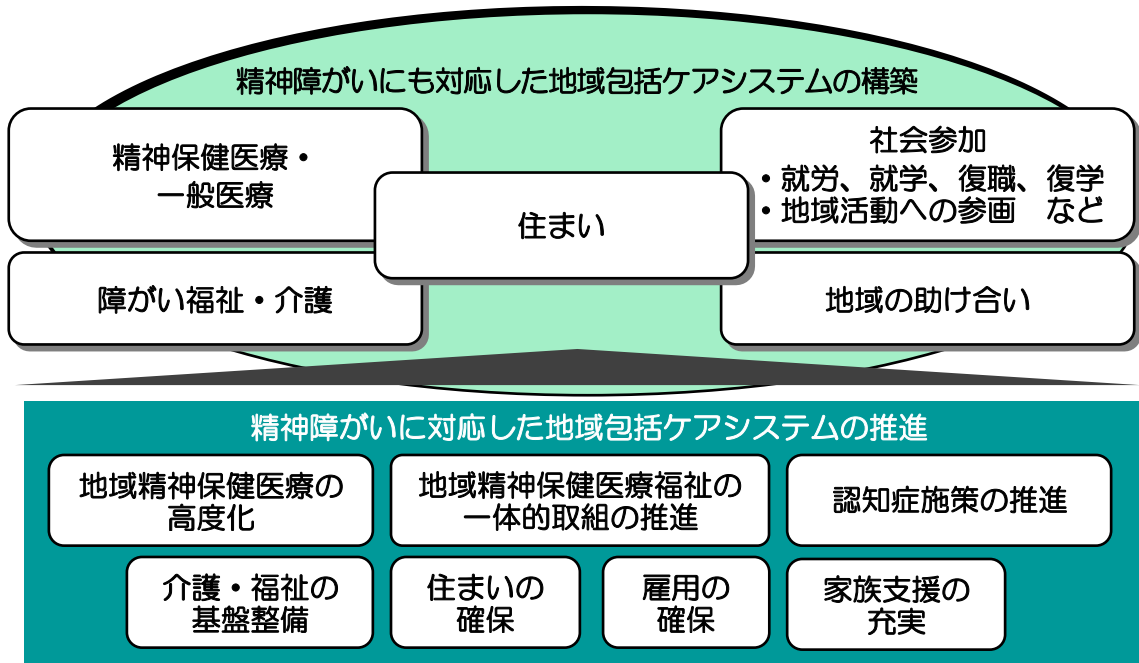 精神障がいにも対応した地域包括ケアシステムの構築
精神保健医療・
一般医療
社会参加
・就労、就学、復職、復学
・地域活動への参画　など
住まい
障がい福祉・介護
地域の助け合い
精神障がいに対応した地域包括ケアシステムの推進
地域精神保健医療の
高度化
地域精神保健医療福祉の
一体的取組の推進
認知症施策の推進
介護・福祉の
基盤整備
住まいの
確保
雇用の
確保
家族支援の
充実